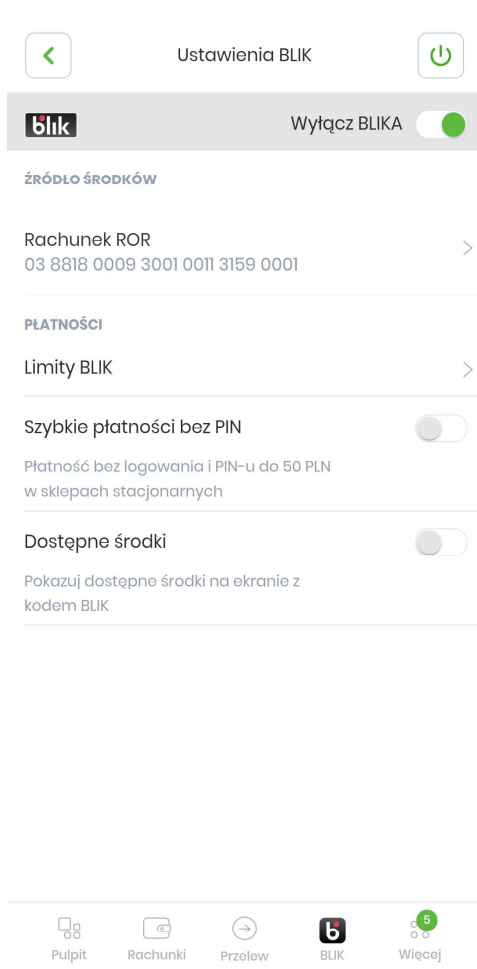 Ustawienia BLIK
blik Wyłącz BLIKA
ŹRÓDŁO ŚRODKÓW
Rachunek ROR
03 8818 0009 3001 0011 3159 0001
PŁATNOŚCI
Limity BLIK
Szybkie płatności bez PIN
Płatność bez logowania i PIN-u do 50 PLN
w sklepach stacjonarnych
Dostępne środki
Pokazuj dostępne środki na ekranie z
kodem BLIK
5
Pulpit Rachunki Przelew BLIK Więcej